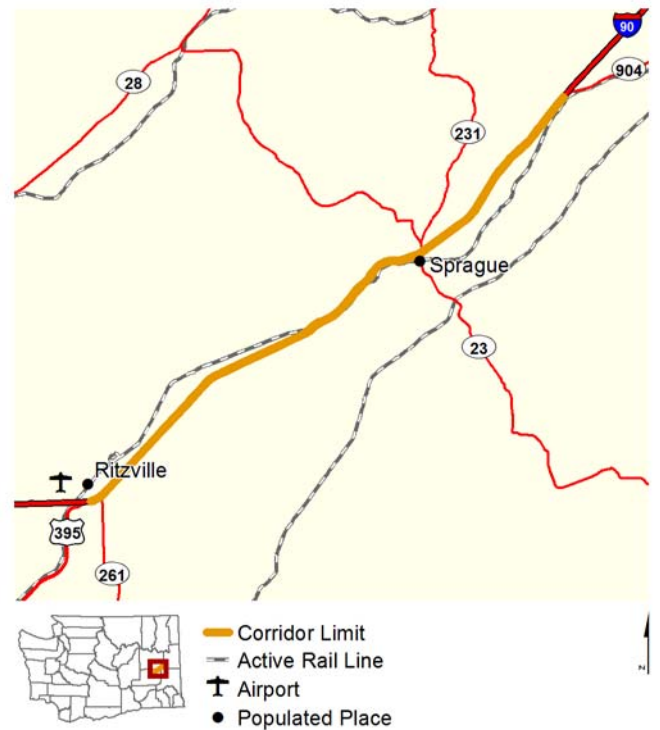 90
904
28
231
Sprague
23
Ritzville
395
261
Corridor Limit
Active Rail Line
Airport
Populated Place
N